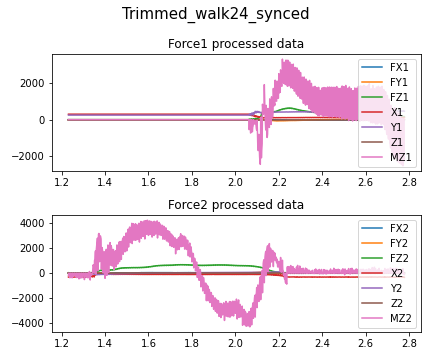 Trimmed_walk24_synced
Force1 processed data
2000
0
−2000
FX1
FY1
FZ1
X1
Y1
Z1
MZ1
1.2 1.4 1.6 1.8 2.0 2.2 2.4 2.6 2.8
Force2 processed data
4000
2000
0
−2000
−4000
FX2
FY2
FZ2
X2
Y2
Z2
MZ2
1.2 1.4 1.6 1.8 2.0 2.2 2.4 2.6 2.8